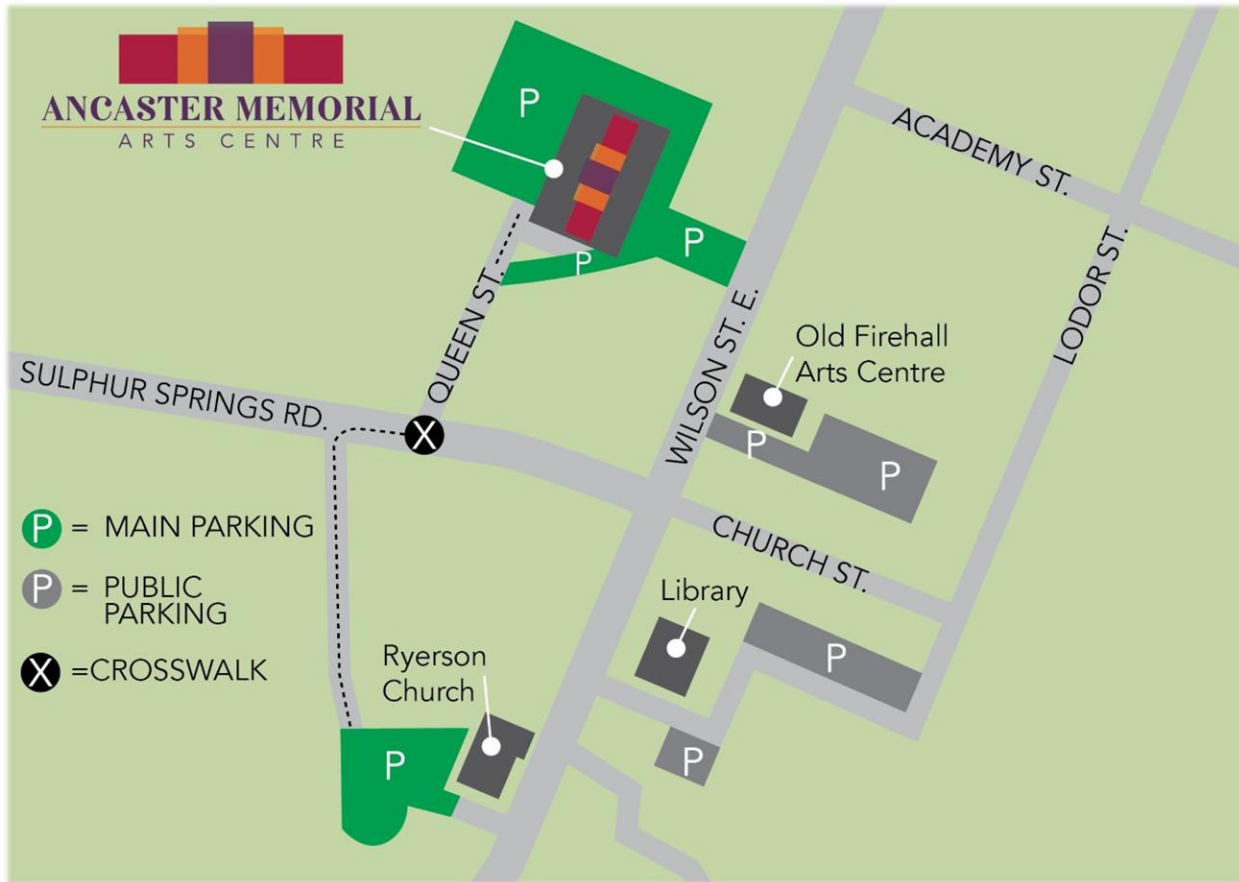 ANCASTER MEMORIAL
ARTS CENTRE
P
P
P
ACADEMY ST.
LODOR ST.
QUEEN ST.
WILSON ST. E.
Old Firehall
Arts Centre
P
P
SULPHUR SPRINGS RD.
X
CHURCH ST.
P = MAIN PARKING
P = PUBLIC
PARKING
X =CROSSWALK
Library
P
P
Ryerson
Church
P